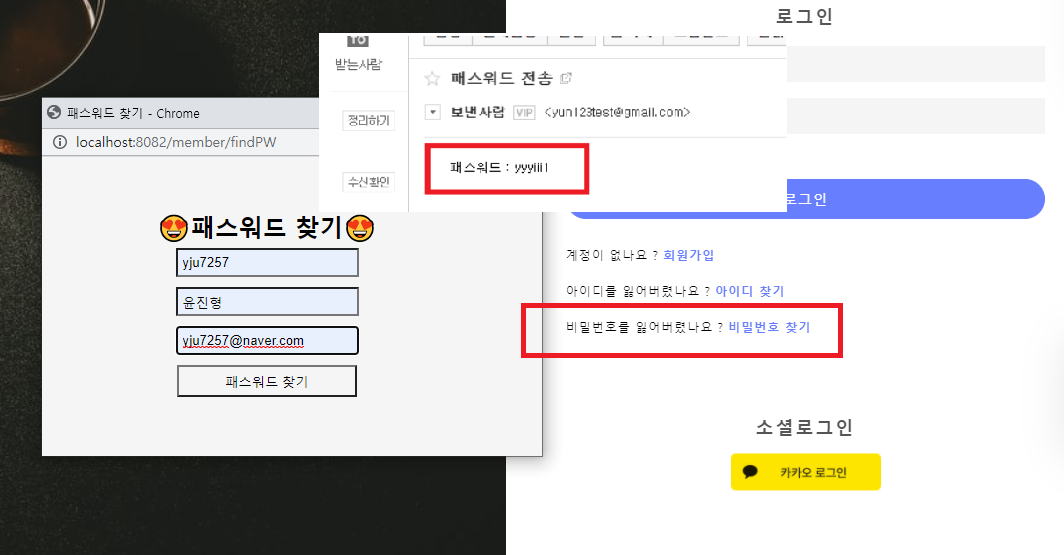 로그인
TO
받는사람
정리하기
수신확인
패스워드 전송
보낸사람 VIP <yun123test@gmail.com>
패스워드 : yyyiii1
패스워드 찾기 - Chrome
localhost:8082/member/findPW
😍패스워드 찾기😍
yju7257
윤진형
yju7257@naver.com
패스워드 찾기
로그인
계정이 없나요 ? 회원가입
아이디를 잃어버렸나요 ? 아이디 찾기
비밀번호를 잃어버렸나요 ? 비밀번호 찾기
소셜로그인
카카오 로그인